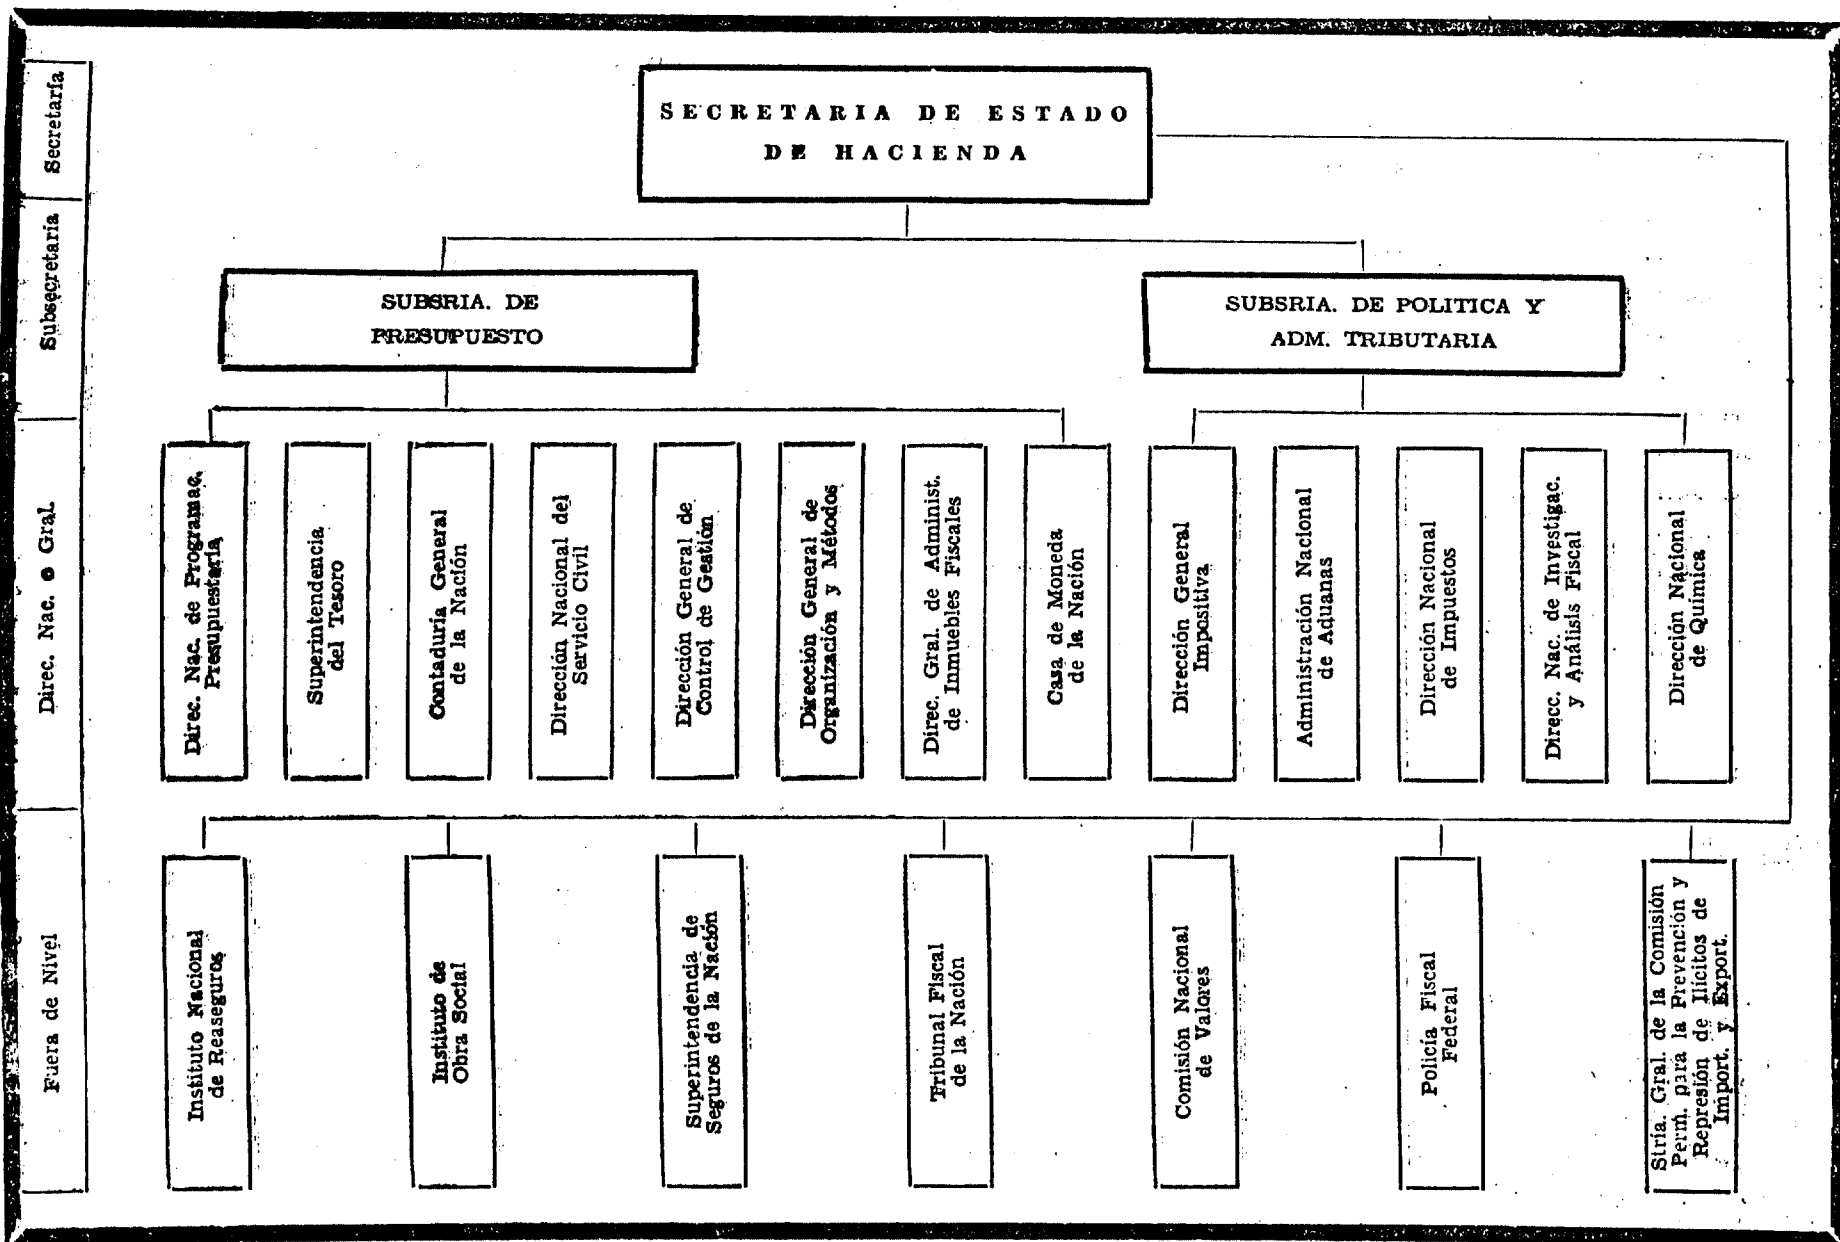 Secretaría
SECRETARIA DE ESTADO
DE HACIENDA
Subsecretaria
SUBSRIA. DE
PRESUPUESTO
SUBSRIA. DE POLITICA Y
ADM. TRIBUTARIA
Direc. Nac. o Gral.
Direc. Nac. de Programac.
Presupuestaria
Superintendencia
del Tesoro
Contaduría General
de la Nación
Dirección Nacional del
Servicio Civil
Dirección General de
Control de Gestión
Dirección General de
Organización y Métodos
Direc. Gral. de Administ.
de Inmuebles Fiscales
Casa de Moneda
de la Nación
Dirección General
Impositiva
Administración Nacional
de Aduanas
Dirección Nacional
de Impuestos
Direcc. Nac. de Investigac.
y Análisis Fiscal
Dirección Nacional
de Química
Fuera de Nivel
Instituto Nacional
de Reaseguros
Instituto de
Obra Social
Superintendencia de
Seguros de la Nación
Tribunal Fiscal
de la Nación
Comisión Nacional
de Valores
Policía Fiscal
Federal
Stría. Gral. de la Comisión
Perm. para la Prevención y
Represión de Ilicitos de
Import. y Export.